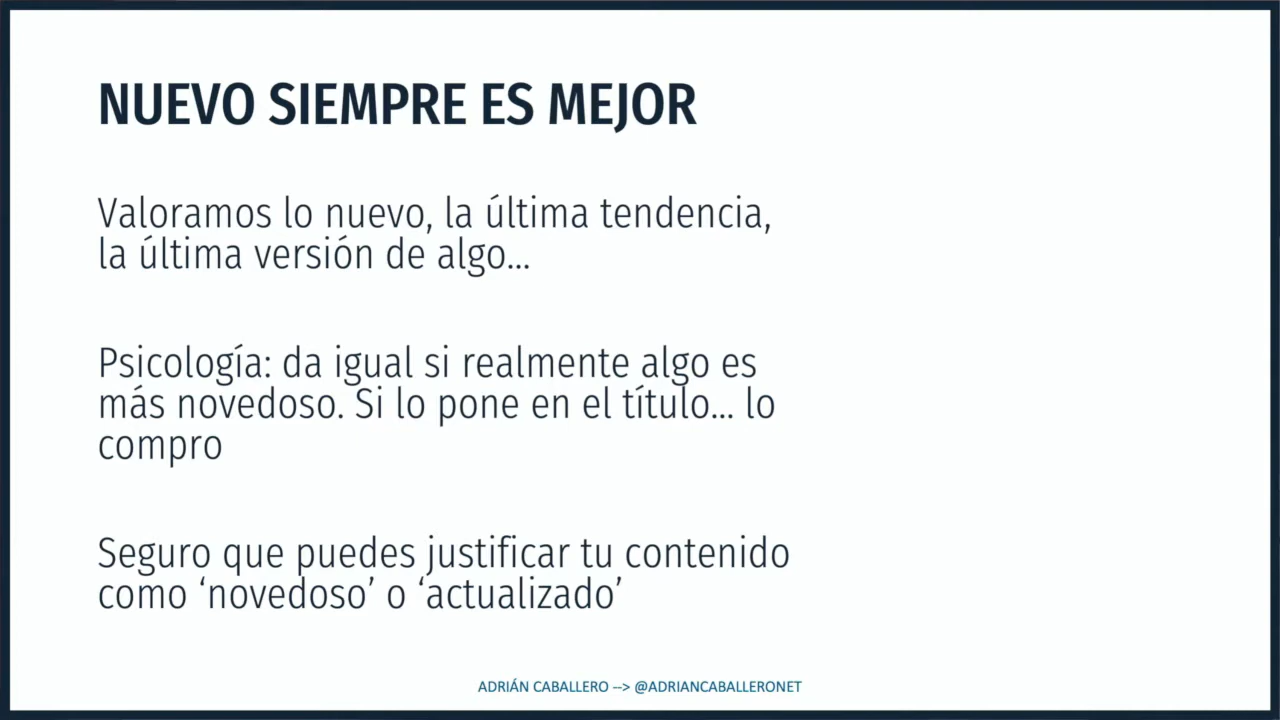 NUEVO SIEMPRE ES MEJOR
Valoramos lo nuevo, la última tendencia,
la última versión de algo...
Psicología: da igual si realmente algo es
más novedoso. Si lo pone en el título... lo
compro
Seguro que puedes justificar tu contenido
como ‘novedoso’ o ‘actualizado’
ADRIÁN CABALLERO --> @ADRIANCABALLERONET